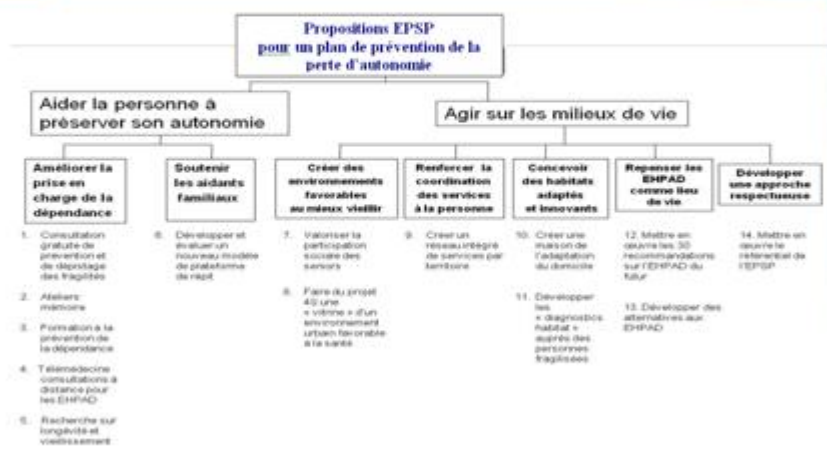 Propositions EPSP
pour un plan de prévention de la
perte d'autonomie
Aider la personne à
préserver son autonomie
Agir sur les milieux de vie
Améliorer la
prise en
charge de la
dépendance
Soutenir
les aidants
familiaux
Créer des
environnements
favorables
au mieux vieillir
Renforcer la
coordination
des services
à la personne
Concevoir
des habitats
adaptés
et innovants
Repenser les
EHPAD
comme lieu
de vie
Développer
une approche
respectueuse
1. Consultation
gratuite de
prévention et
de dépistage
des fragilités
2. Ateliers
mémoire
3. Formation à la
prévention de
la dépendance
4. Télémédecine
consultations à
distance pour
les EHPAD
5. Recherche sur
longévité et
vieillissement
6. Développer et
évaluer un
nouveau modèle
de plateforme
de répit
7. Valoriser la
participation
sociale des
seniors
8. Faire du projet
4S une
« vitrine » d'un
environnement
urbain favorable
à la santé
9. Créer un
réseau intégré
de services par
territoire
10. Créer une
maison de
l'adaptation
du domicile
11. Développer
les
« diagnostics
habitat »
auprès des
personnes
fragilisées
12. Mettre en
œuvre les 30
recommandations
sur l'EHPAD du
futur
13. Développer des
alternatives aux
EHPAD
14. Mettre en
œuvre le
référentiel de
l'EPSP